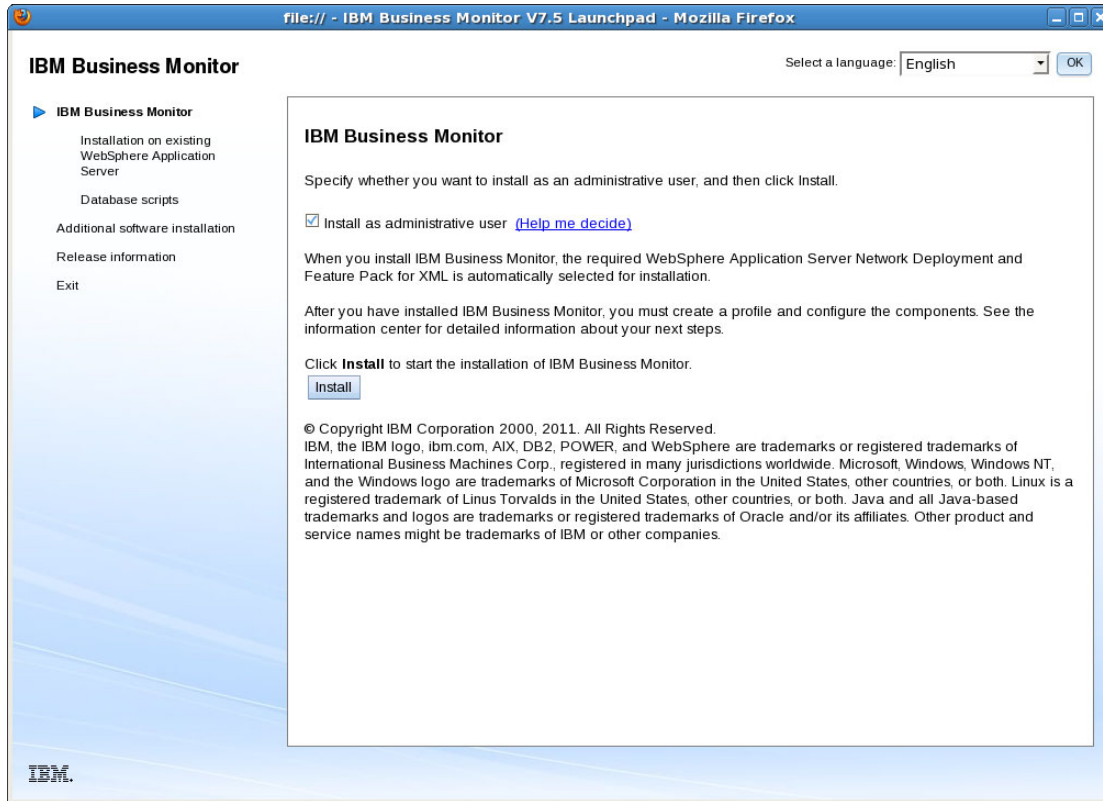 file:// - IBM Business Monitor V7.5 Launchpad - Mozilla Firefox
IBM Business Monitor
Select a language: English OK
IBM Business Monitor
Installation on existing
WebSphere Application
Server
Database scripts
Additional software installation
Release information
Exit
IBM Business Monitor
Specify whether you want to install as an administrative user, and then click Install.
Install as administrative user (Help me decide)
When you install IBM Business Monitor, the required WebSphere Application Server Network Deployment and
Feature Pack for XML is automatically selected for installation.
After you have installed IBM Business Monitor, you must create a profile and configure the components. See the
information center for detailed information about your next steps.
Click Install to start the installation of IBM Business Monitor.
Install
© Copyright IBM Corporation 2000, 2011. All Rights Reserved.
IBM, the IBM logo, ibm.com, AIX, DB2, POWER, and WebSphere are trademarks or registered trademarks of
International Business Machines Corp., registered in many jurisdictions worldwide. Microsoft, Windows, Windows NT,
and the Windows logo are trademarks of Microsoft Corporation in the United States, other countries, or both. Linux is a
registered trademark of Linus Torvalds in the United States, other countries, or both. Java and all Java-based
trademarks and logos are trademarks or registered trademarks of Oracle and/or its affiliates. Other product and
service names might be trademarks of IBM or other companies.
IBM.